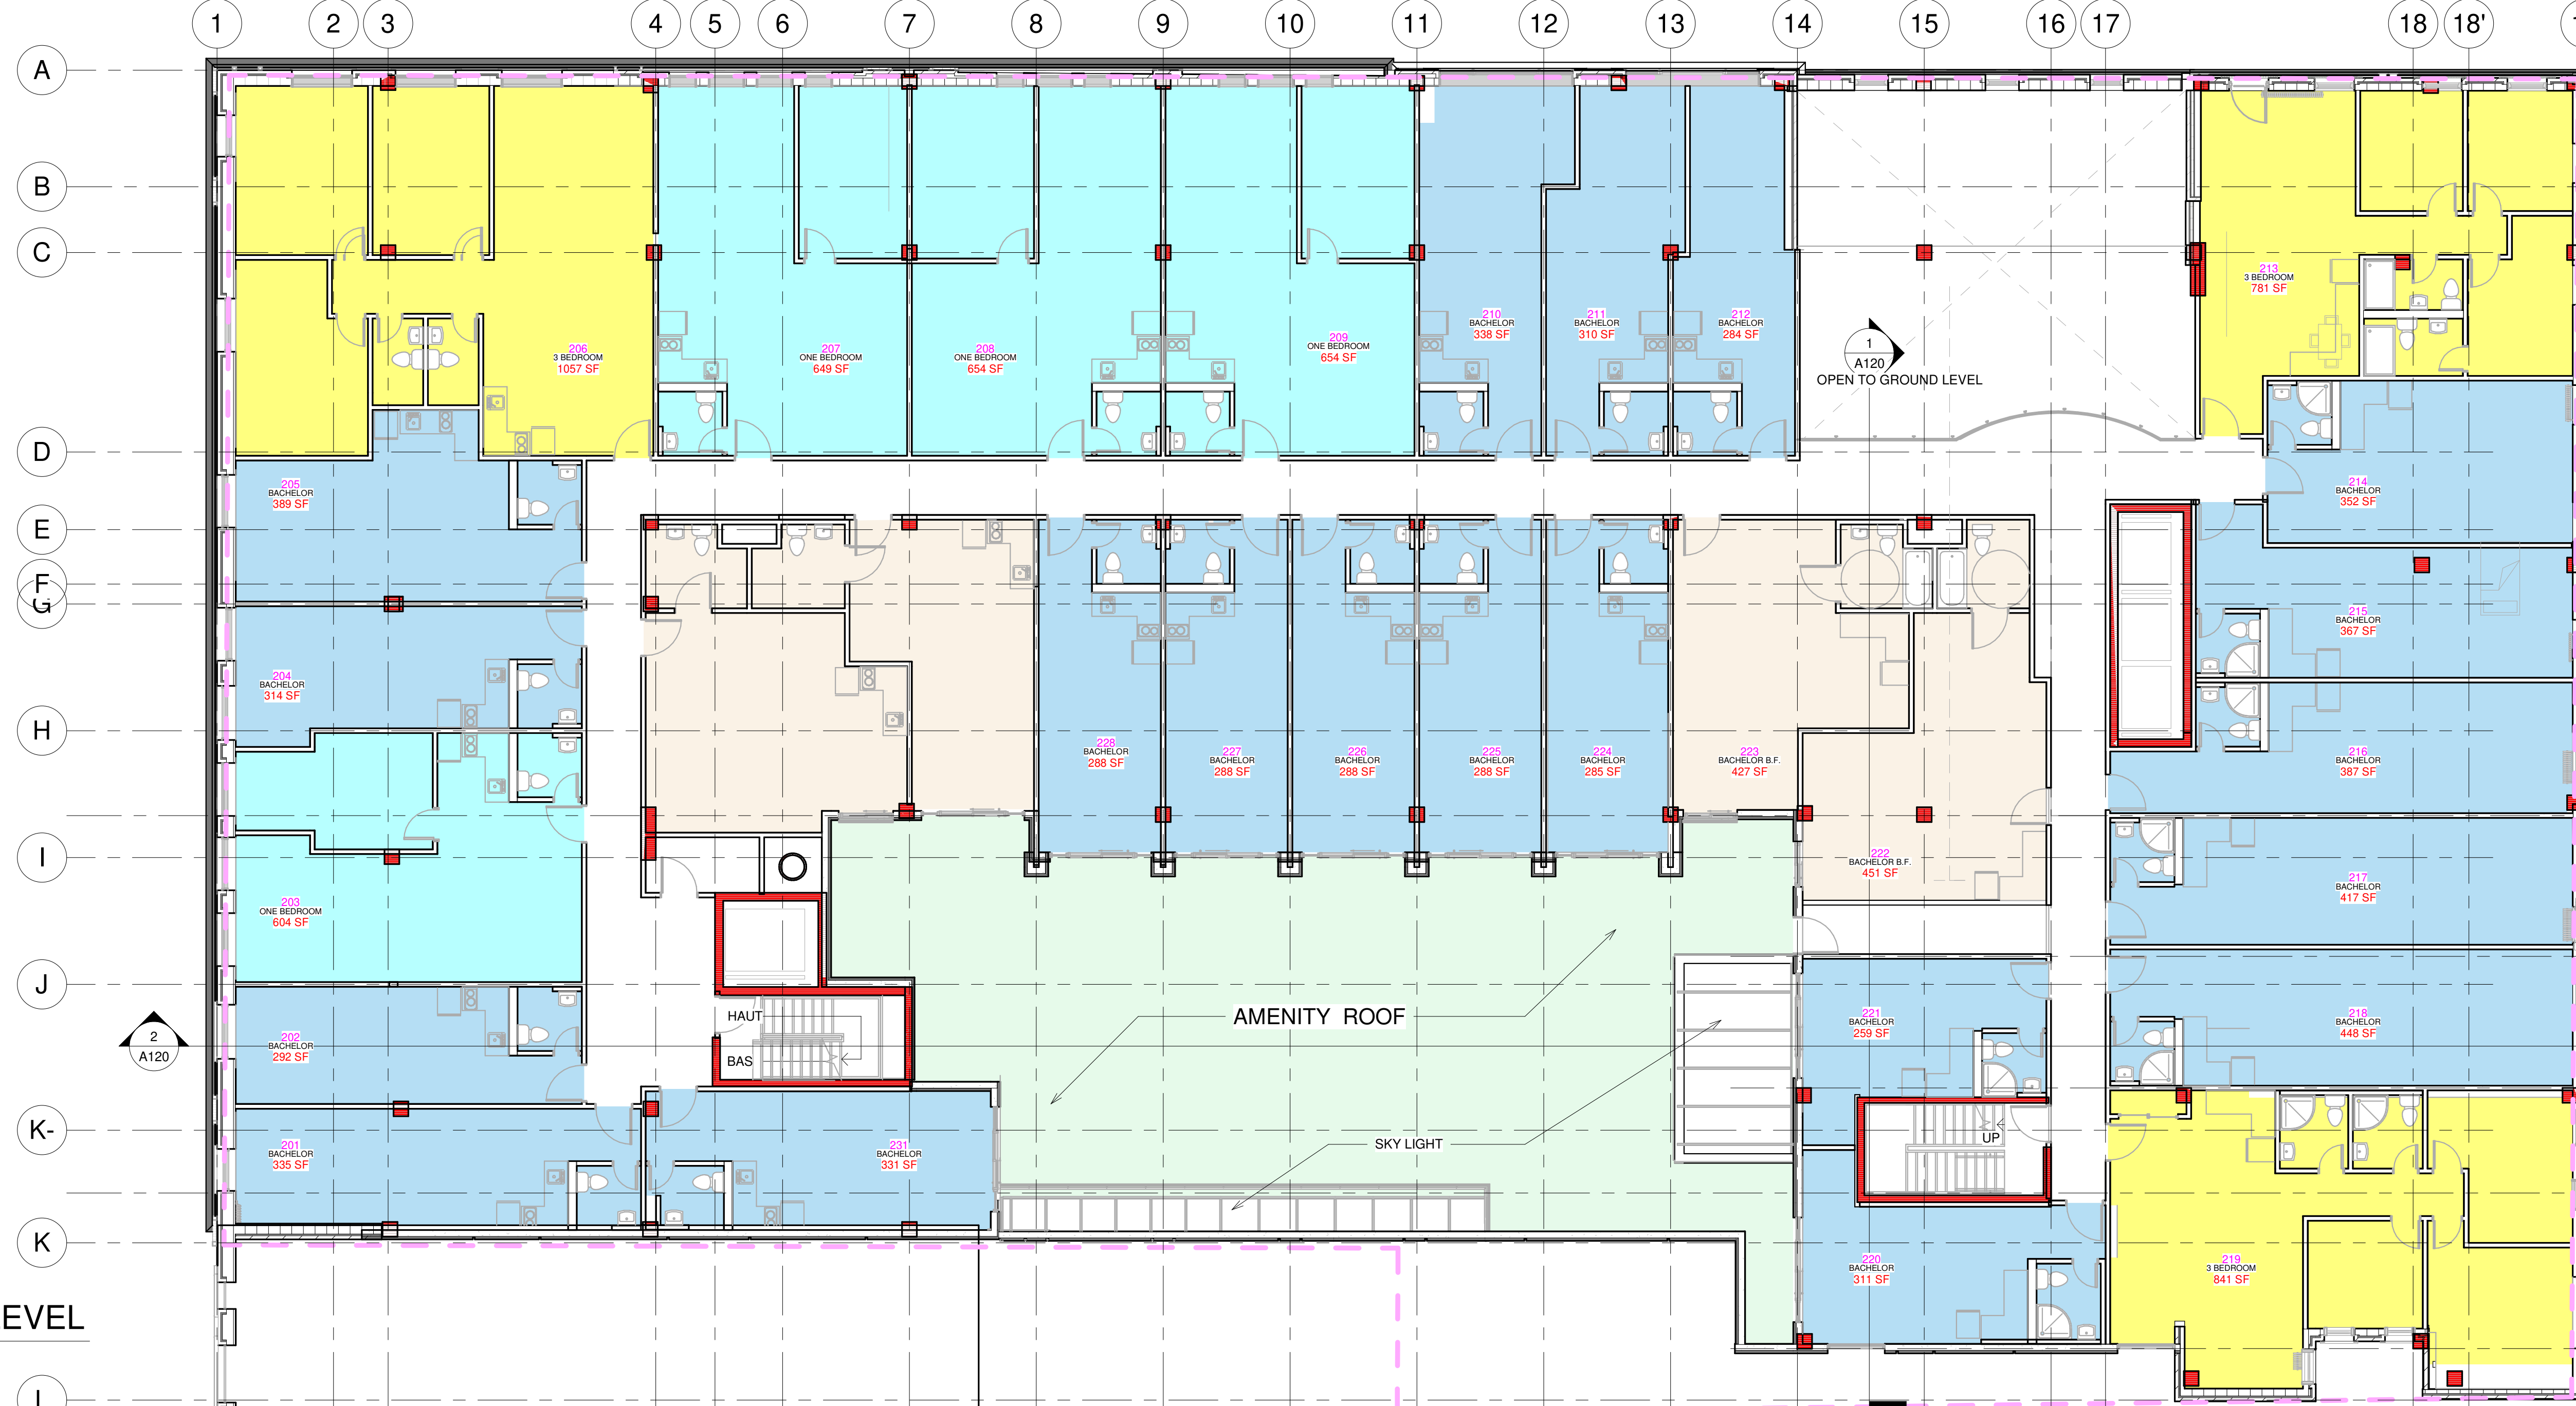 1 2 3 4 5 6 7 8 9 10 11 12 13 14 15 16 17 18 18'
A
B
C
D
E
F
G
H
I
J
K-
K
206
3 BEDROOM
1057 SF
207
ONE BEDROOM
649 SF
208
ONE BEDROOM
654 SF
209
ONE BEDROOM
654 SF
210
BACHELOR
338 SF
211
BACHELOR
310 SF
212
BACHELOR
284 SF
1
A120
OPEN TO GROUND LEVEL
213
3 BEDROOM
781 SF
205
BACHELOR
389 SF
214
BACHELOR
352 SF
204
BACHELOR
314 SF
215
BACHELOR
367 SF
228
BACHELOR
288 SF
227
BACHELOR
288 SF
226
BACHELOR
288 SF
225
BACHELOR
288 SF
224
BACHELOR
285 SF
223
BACHELOR B.F.
427 SF
216
BACHELOR
387 SF
222
BACHELOR B.F.
451 SF
217
BACHELOR
417 SF
203
ONE BEDROOM
604 SF
HAUT
BAS
AMENITY ROOF
221
BACHELOR
259 SF
218
BACHELOR
448 SF
2
A120
202
BACHELOR
292 SF
201
BACHELOR
335 SF
231
BACHELOR
331 SF
SKY LIGHT
UP
220
BACHELOR
311 SF
219
3 BEDROOM
841 SF
EVEL